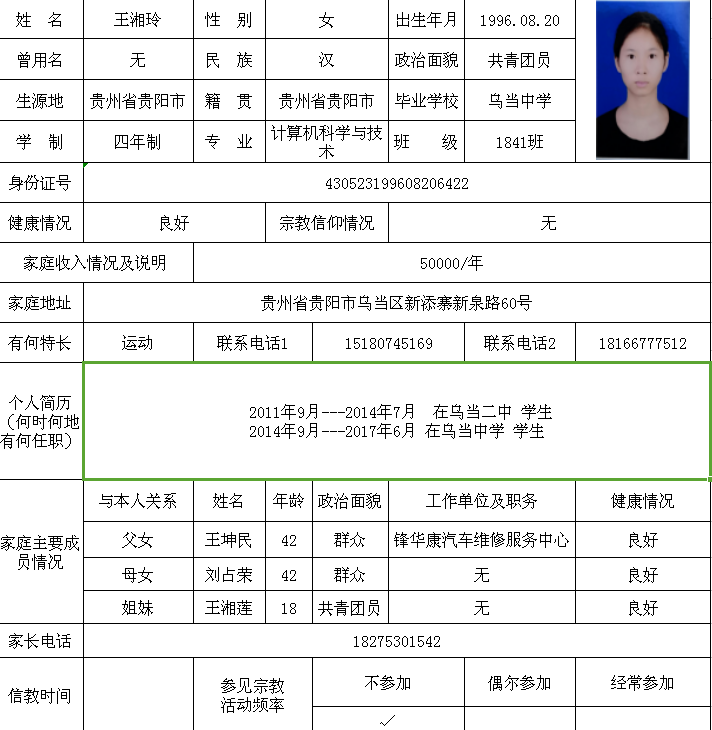 姓 名 王湘玲 性 别 女 出生年月 1996.08.20
曾用名 无 民 族 汉 政治面貌 共青团员
生源地 贵州省贵阳市 籍 贯 贵州省贵阳市 毕业学校 乌当中学
学 制 四年制 专 业 计算机科学与技术 班 级 1841班
身份证号 430523199608206422
健康情况 良好 宗教信仰情况 无
家庭收入情况及说明 50000/年
家庭地址 贵州省贵阳市乌当区新添寨新泉路60号
有何特长 运动 联系电话1 15180745169 联系电话2 18166777512
个人简历
(何时何地
有何任职)
2011年9月---2014年7月 在乌当二中 学生
2014年9月---2017年6月 在乌当中学 学生
家庭主要成
员情况
与本人关系 姓名 年龄 政治面貌 工作单位及职务 健康情况
父女 王坤民 42 群众 锋华康汽车维修服务中心 良好
母女 刘占荣 42 群众 无 良好
姐妹 王湘莲 18 共青团员 无 良好
家长电话 18275301542
信教时间 参见宗教
活动频率
不参加 偶尔参加 经常参加
✓